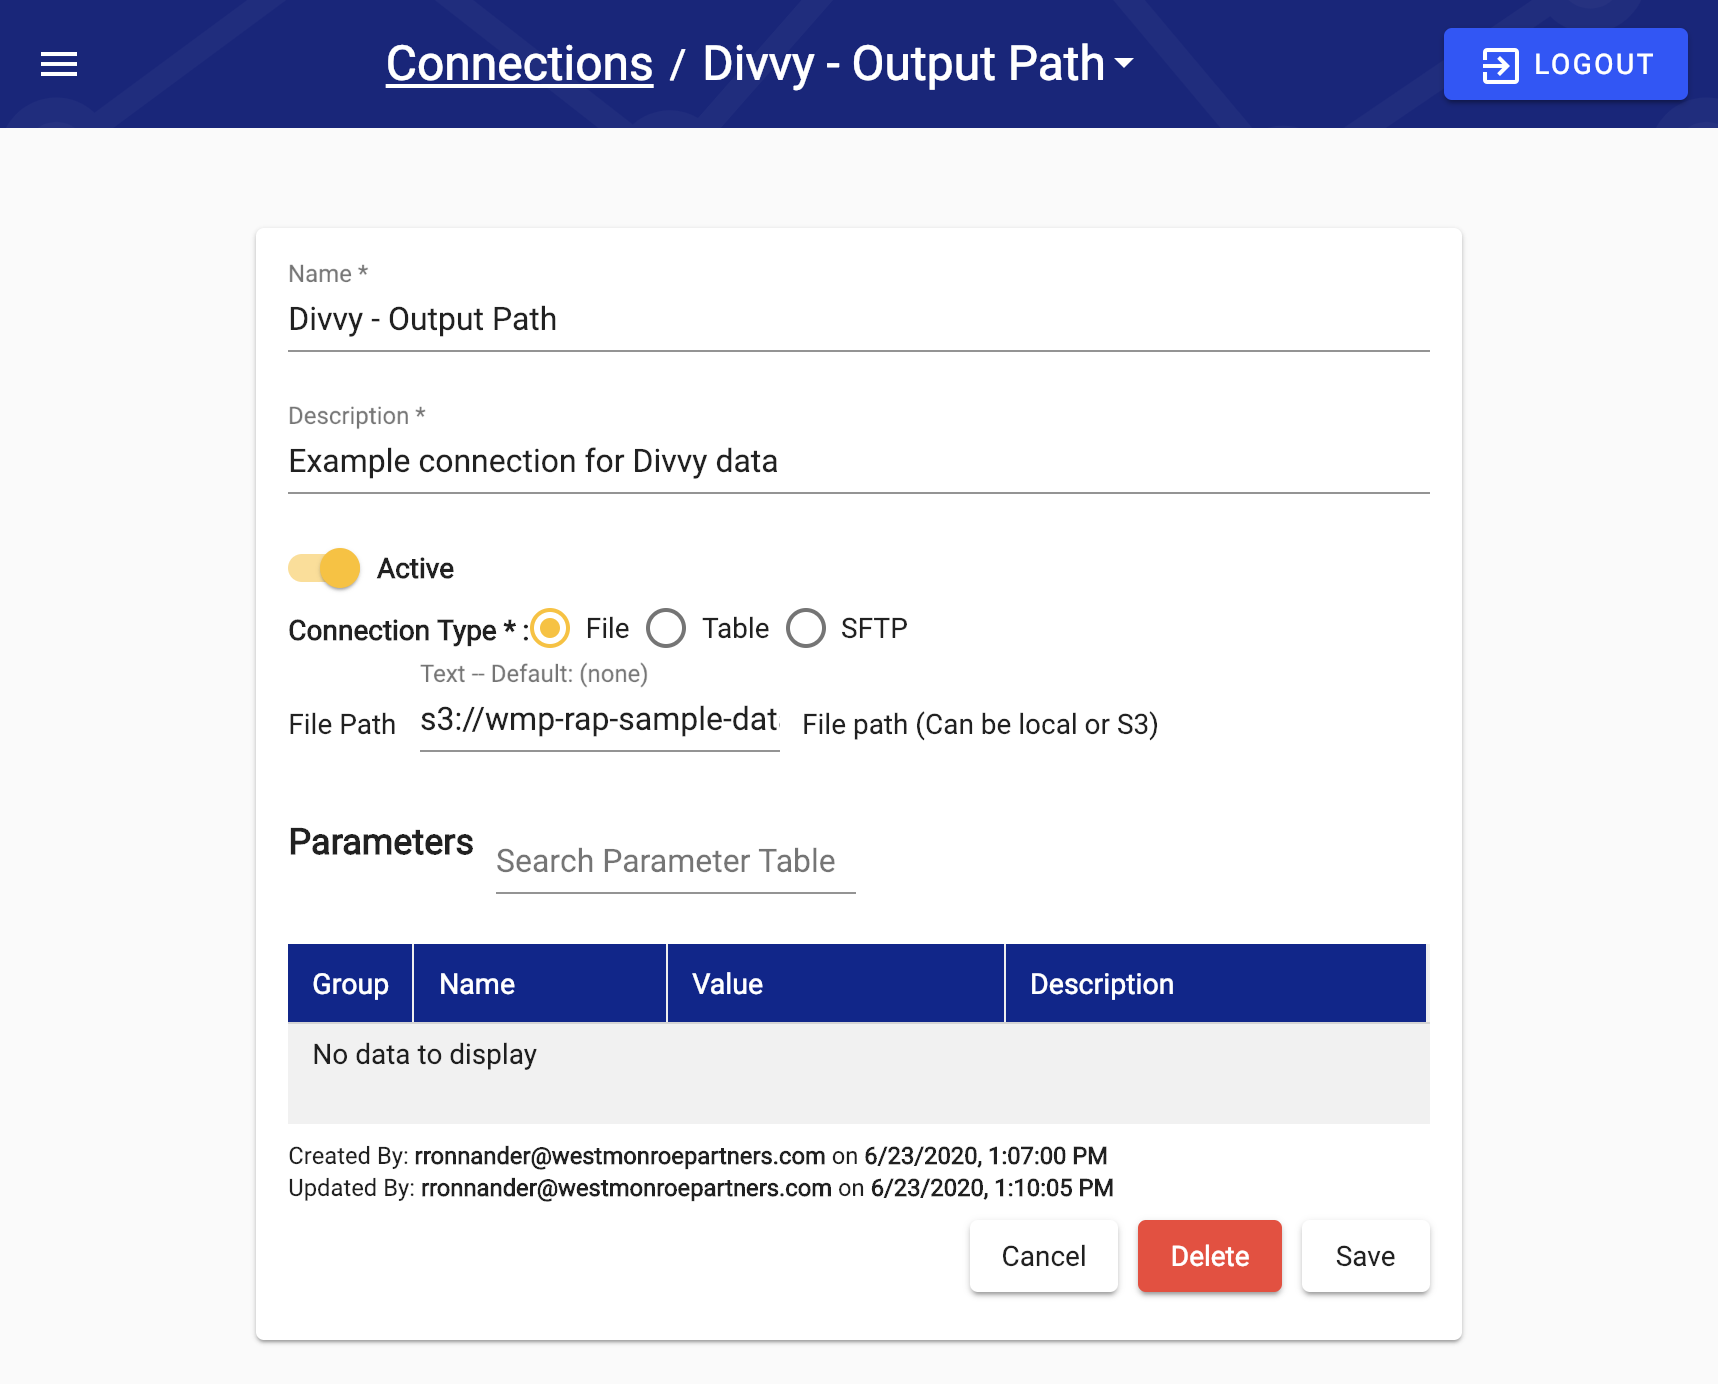 Connections / Divvy - Output Path
LOGOUT
Name *
Divvy - Output Path
Description *
Example connection for Divvy data
Active
Connection Type * : File Table SFTP
Text -- Default: (none)
File Path s3://wmp-rap-sample-dat File path (Can be local or S3)
Parameters
Search Parameter Table
Group Name Value Description
No data to display
Created By: rronnander@westmonroepartners.com on 6/23/2020, 1:07:00 PM
Updated By: rronnander@westmonroepartners.com on 6/23/2020, 1:10:05 PM
Cancel Delete Save